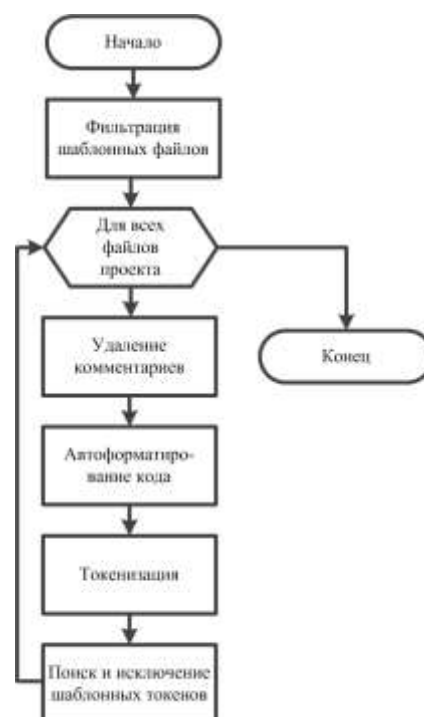 Начало
Фильтрация
шаблонных файлов
Для всех
файлов
проекта
Удаление
комментариев
Конец
Автоформатиро-
вание кода
Токенизация
Поиск и исключение
шаблонных токенов